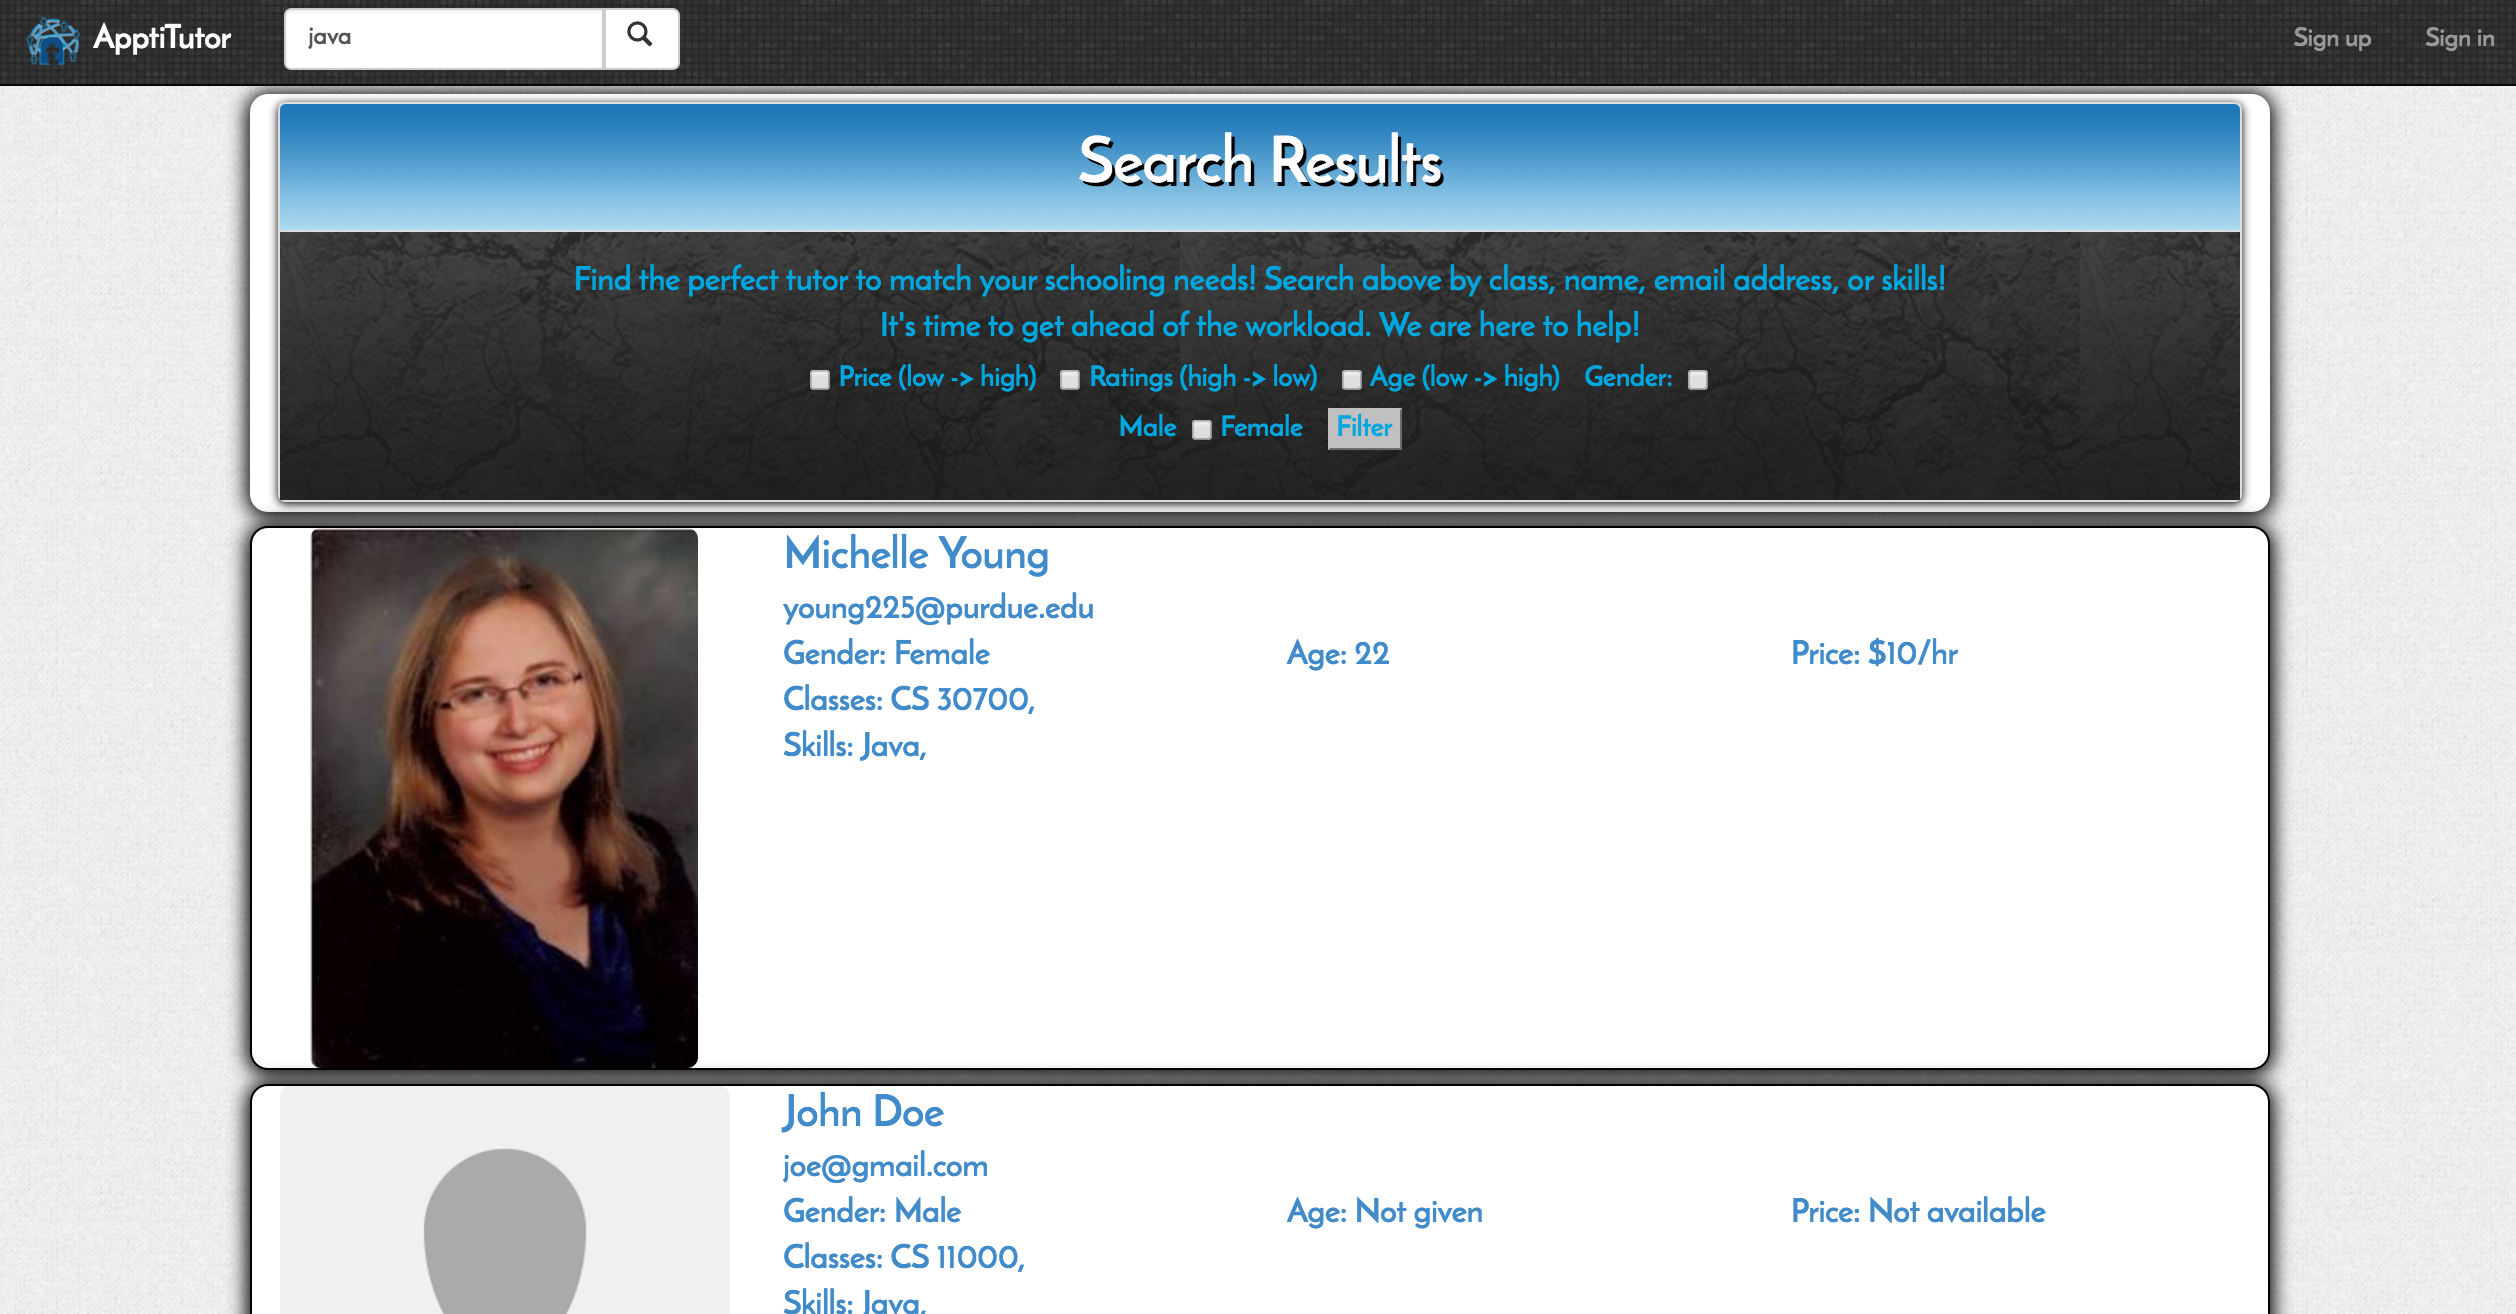 ApptiTutor
java
Sign up
Sign in
Search Results
Find the perfect tutor to match your schooling needs! Search above by class, name, email address, or skills!
It's time to get ahead of the workload. We are here to help!
Price (low -> high) Ratings (high -> low) Age (low -> high) Gender:
Male Female Filter
Michelle Young
young225@purdue.edu
Gender: Female Age: 22 Price: $10/hr
Classes: CS 30700,
Skills: Java,
John Doe
joe@gmail.com
Gender: Male Age: Not given Price: Not available
Classes: CS 11000,
Skills: Java,